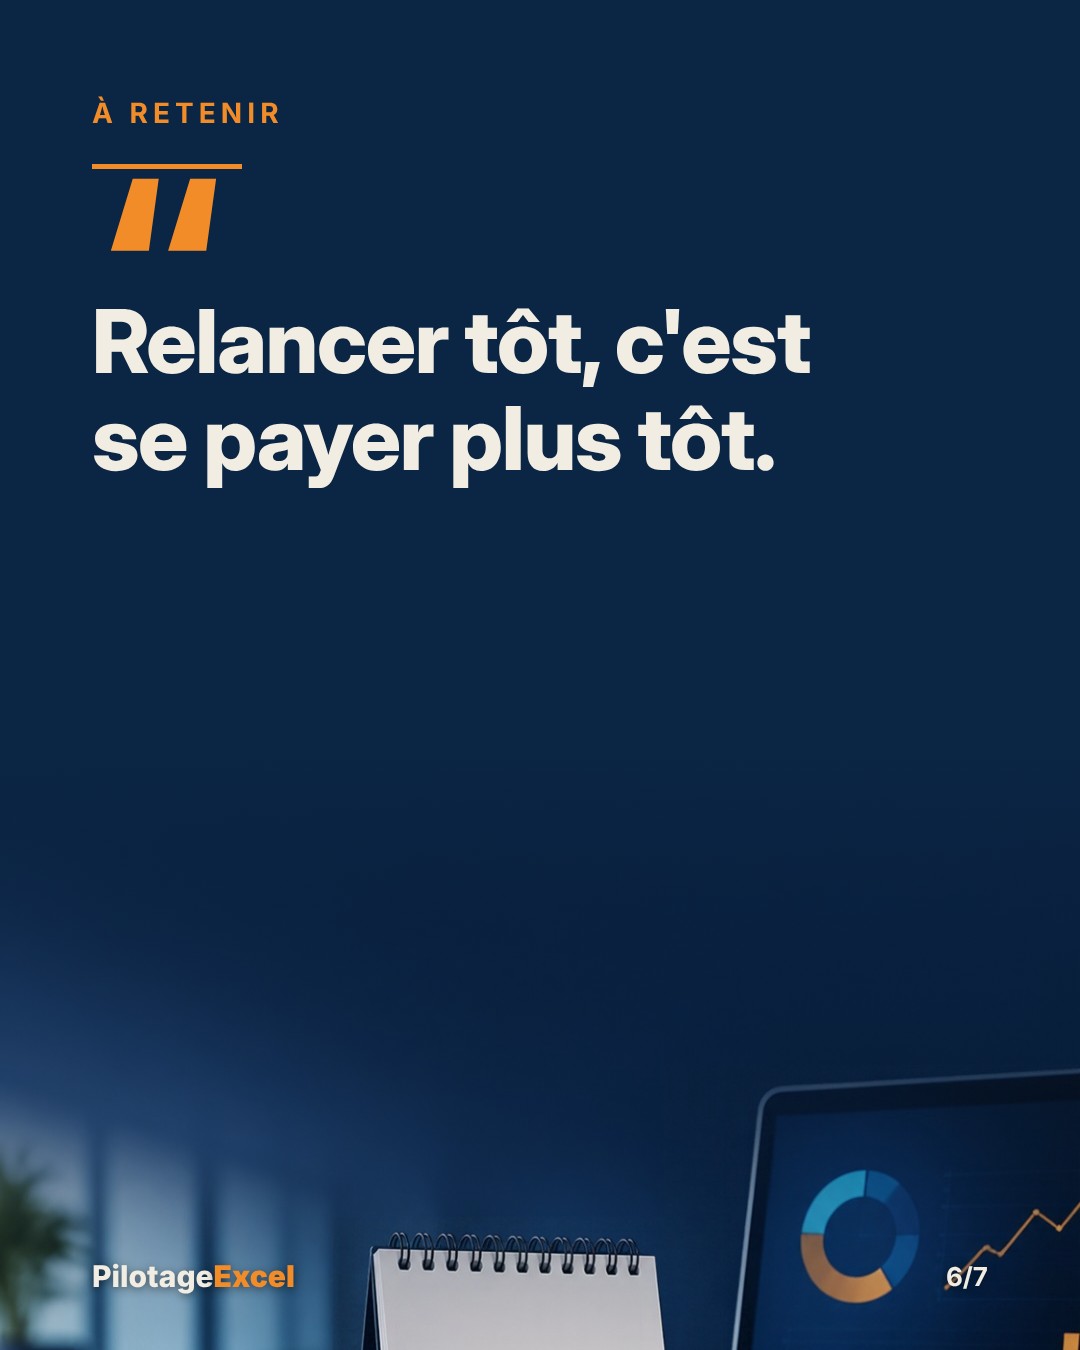 À RETENIR
"
Relancer tôt, c'est
se payer plus tôt.
PilotageExcel
6/7